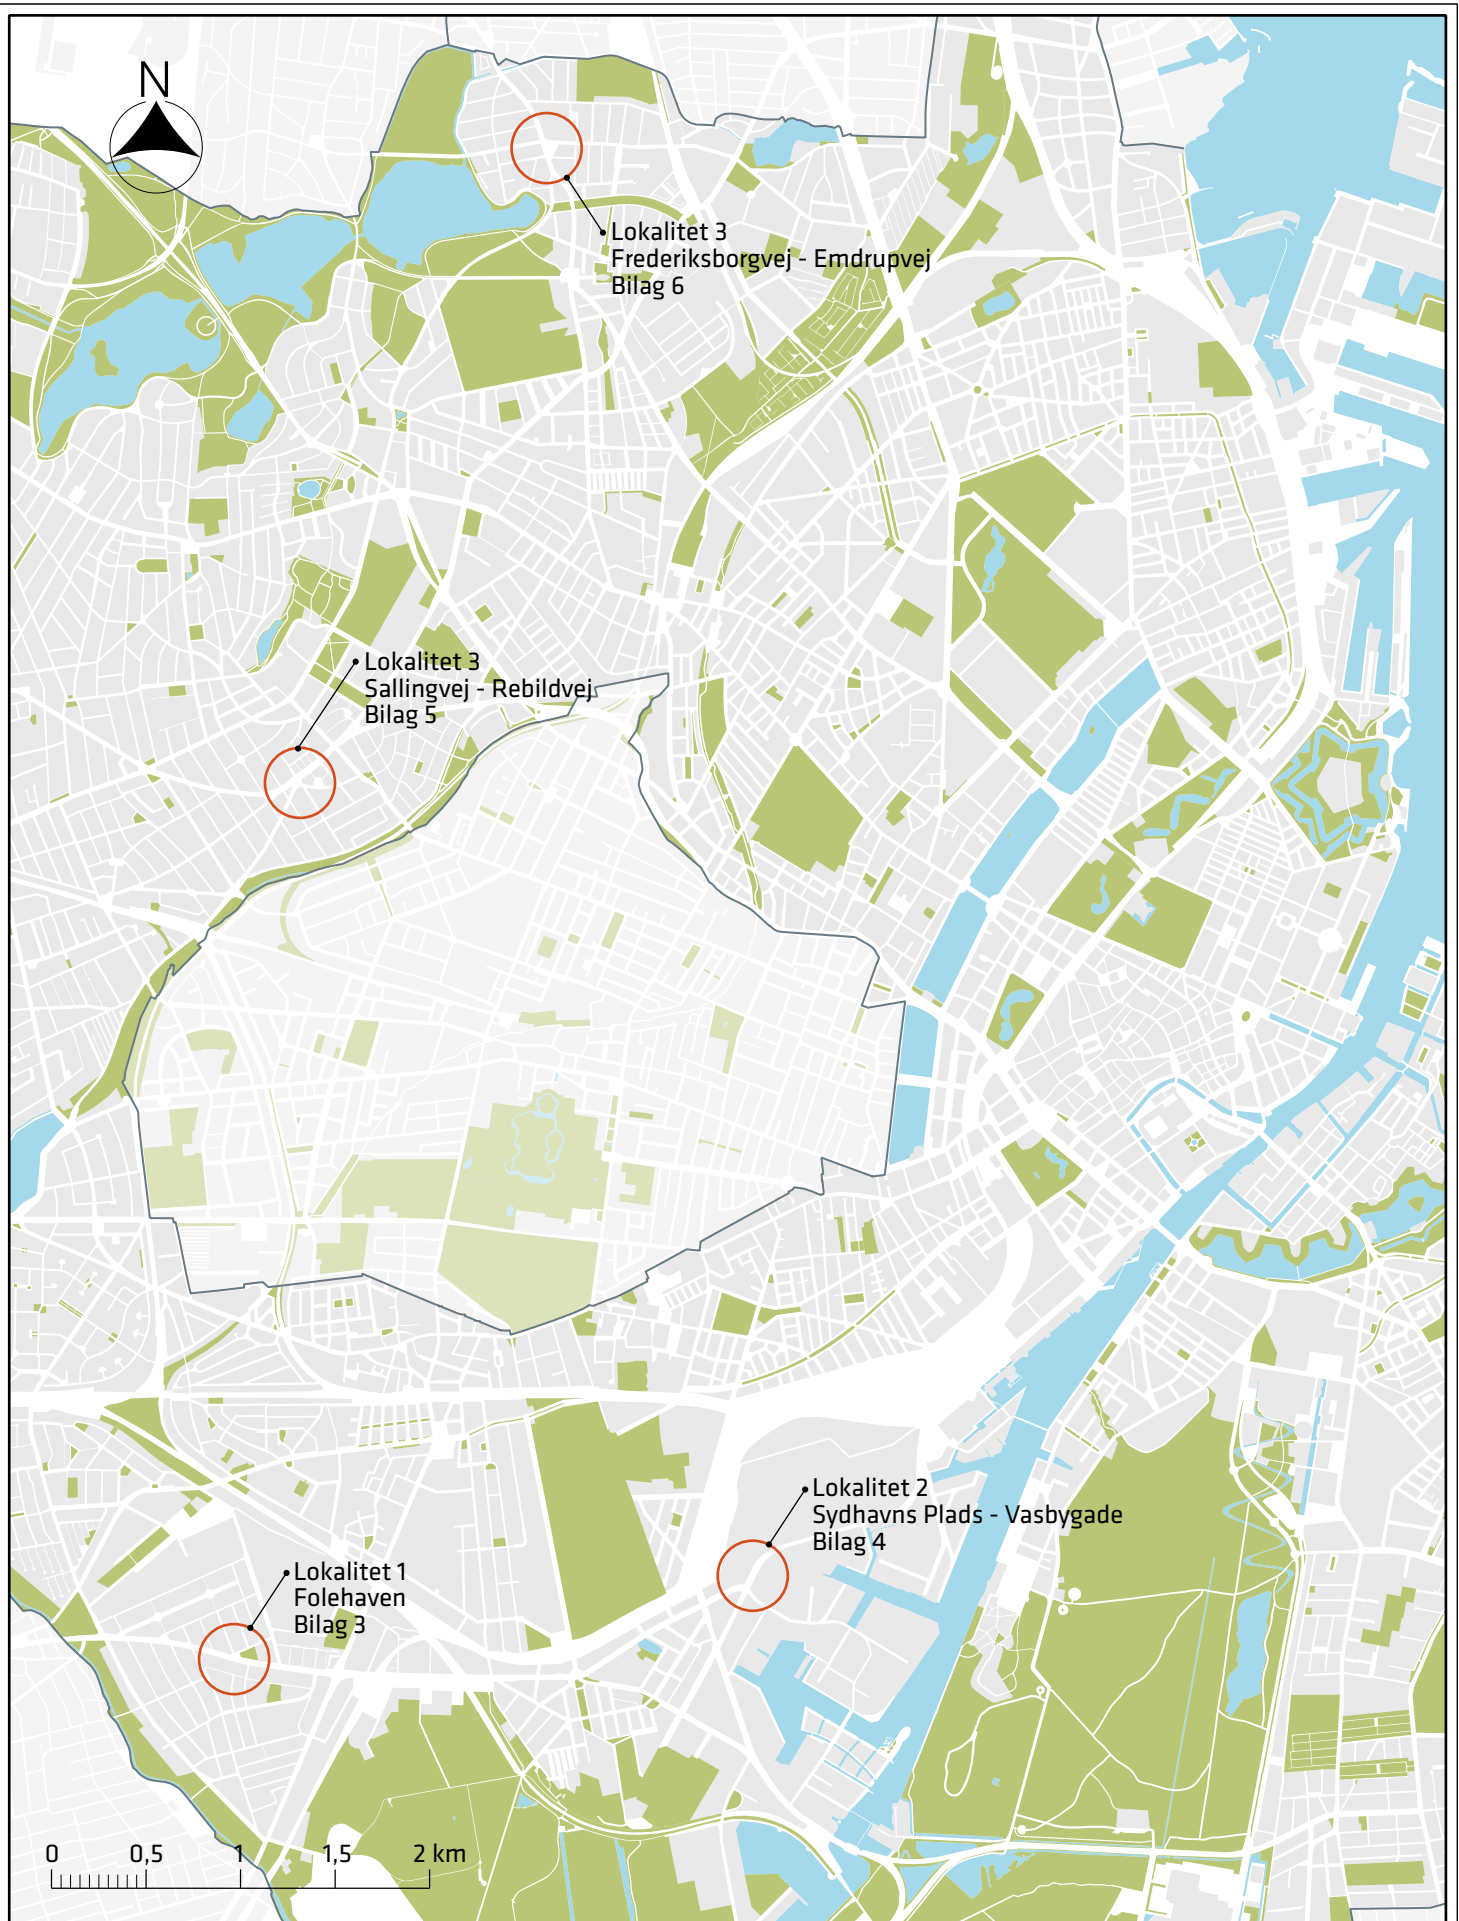 N
Lokalitet 3
Frederiksborgvej - Emdrupvej
Bilag 6
Lokalitet 3
Sallingvej - Rebildvej
Bilag 5
Lokalitet 2
Sydhavns Plads - Vasbygade
Bilag 4
Lokalitet 1
Folehaven
Bilag 3
0 0,5 1 1,5 2 km